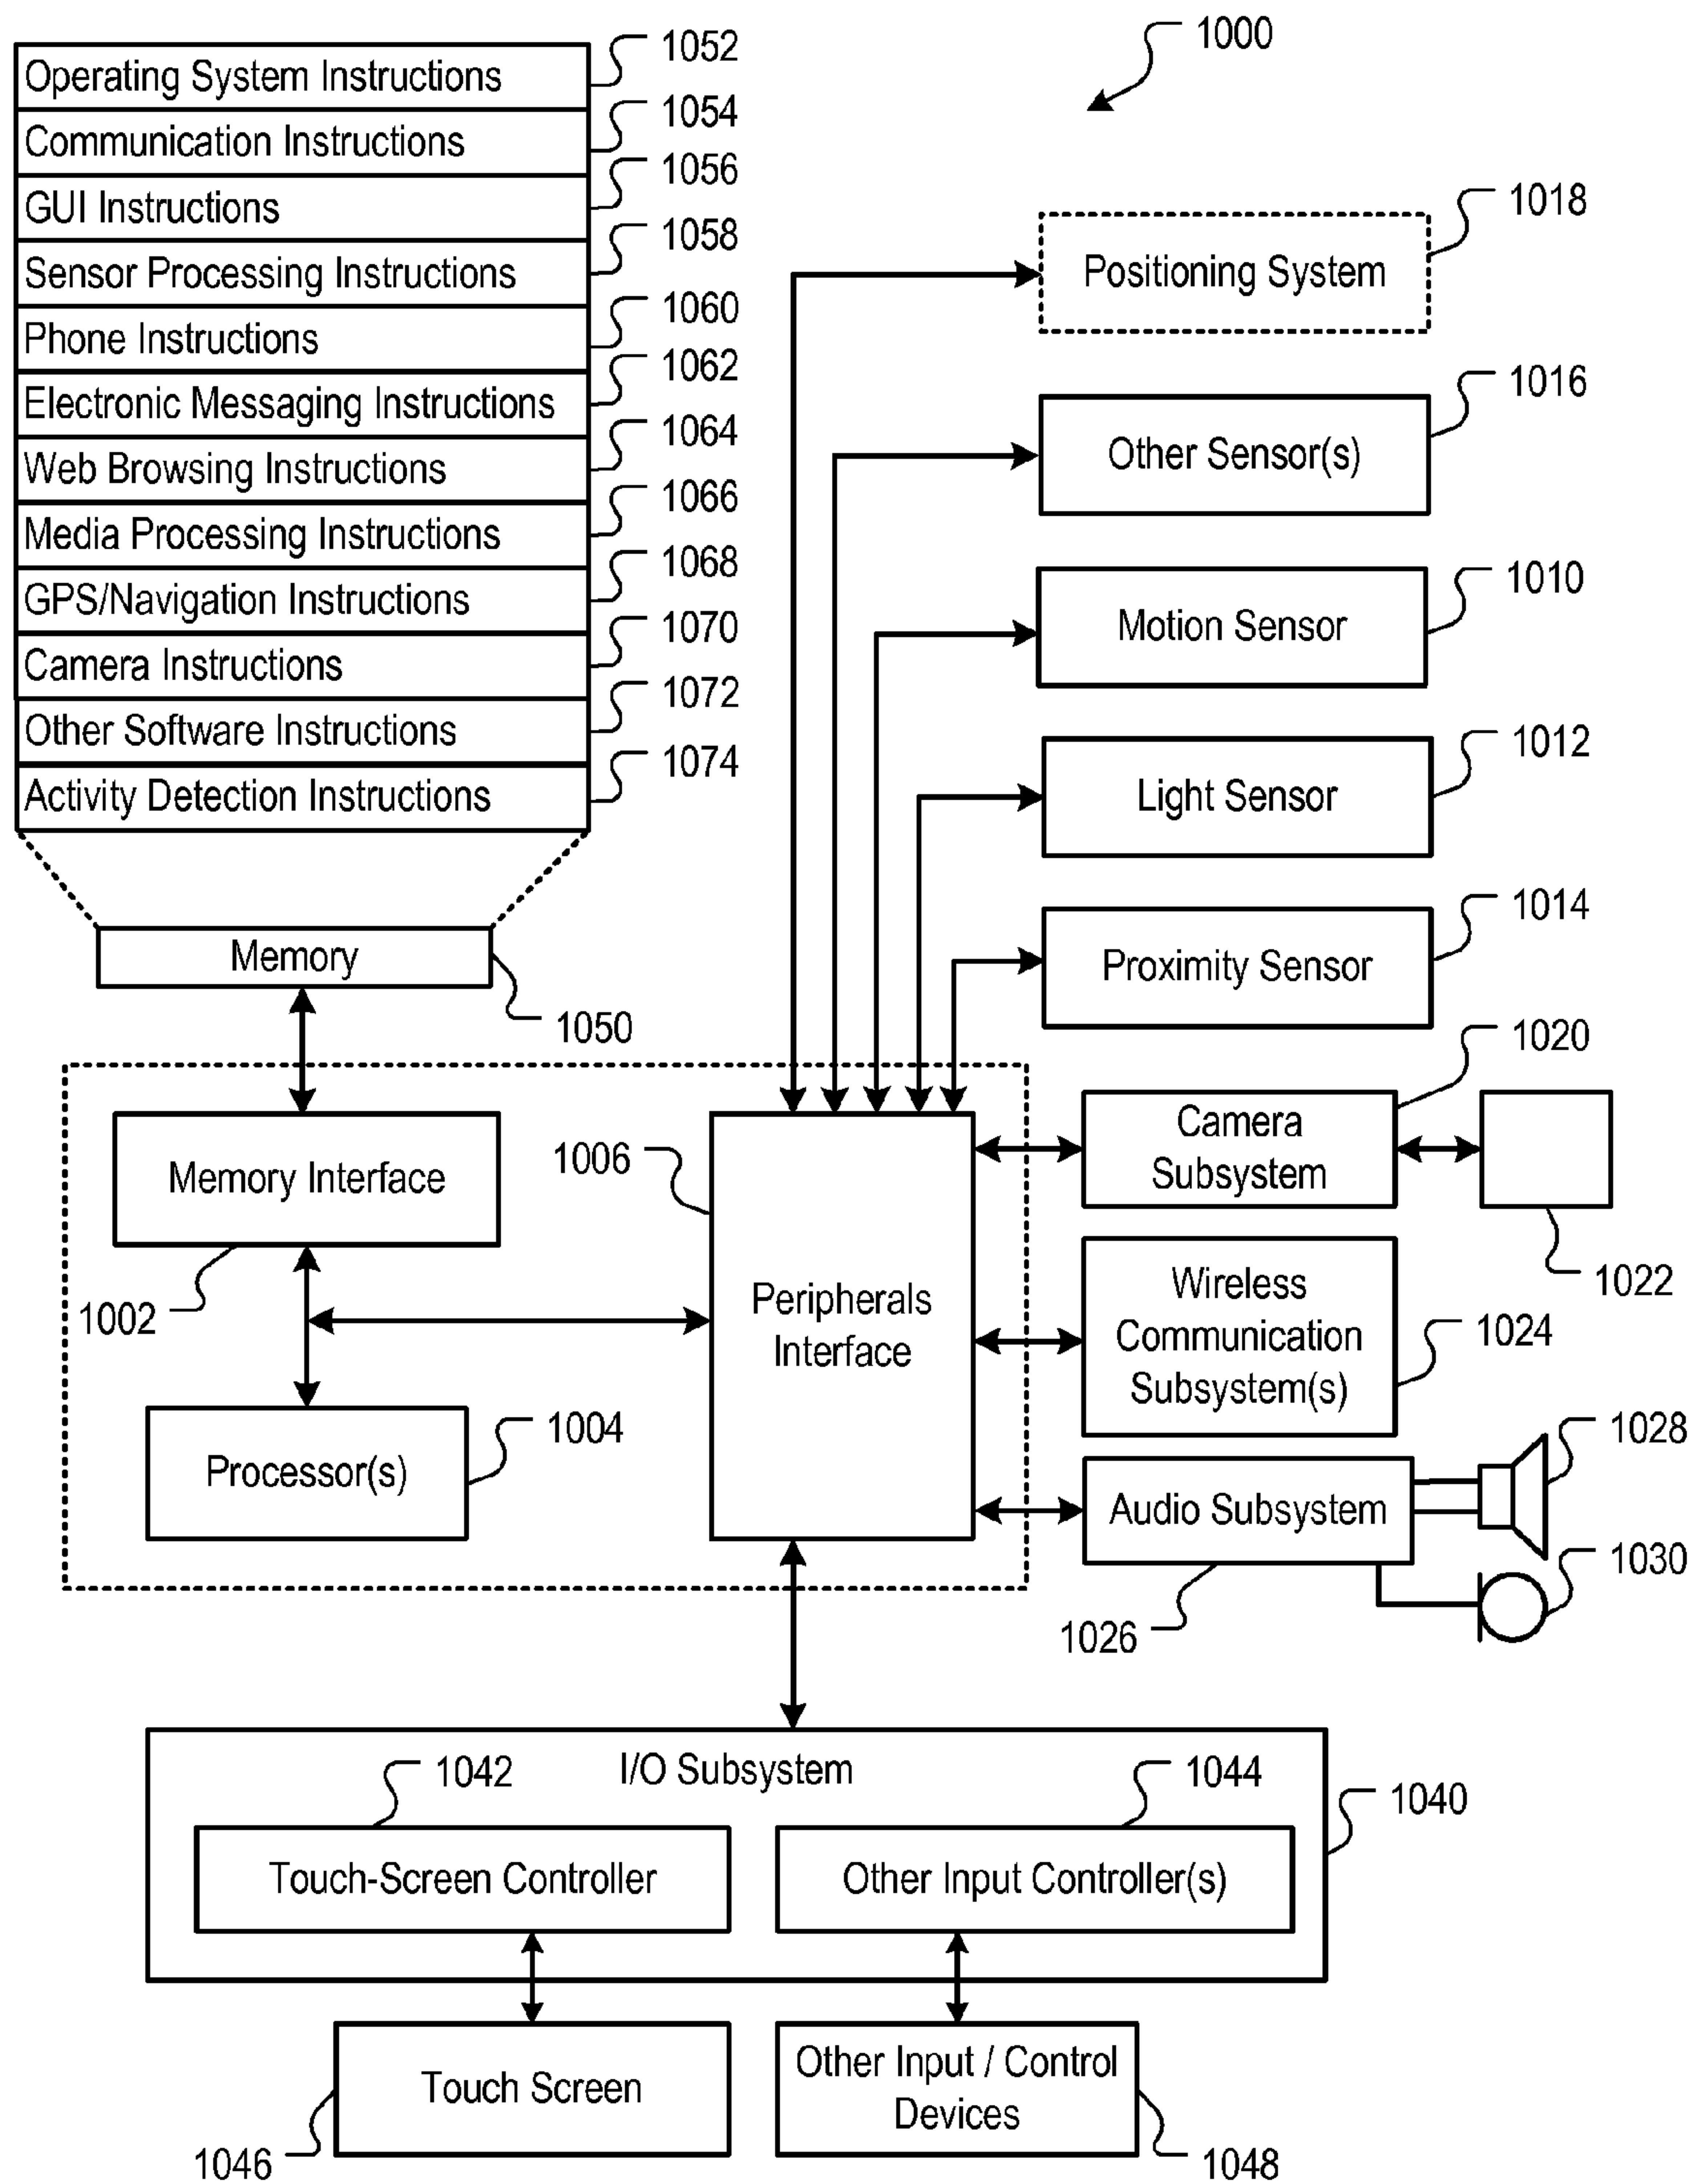 1000
Operating System Instructions
1052
Communication Instructions
1054
GUI Instructions
1056
Sensor Processing Instructions
1058
Phone Instructions
1060
Electronic Messaging Instructions
1062
Web Browsing Instructions
1064
Media Processing Instructions
1066
GPS/Navigation Instructions
1068
Camera Instructions
1070
Other Software Instructions
1072
Activity Detection Instructions
1074
Memory
1050
Positioning System
1018
Other Sensor(s)
1016
Motion Sensor
1010
Light Sensor
1012
Proximity Sensor
1014
Camera
Subsystem
1020
1022
Memory Interface
1002
1006
Peripherals
Interface
Wireless
Communication
Subsystem(s)
1024
Processor(s)
1004
Audio Subsystem
1026
1028
1030
I/O Subsystem
1040
1042
Touch-Screen Controller
1044
Other Input Controller(s)
Touch Screen
1046
Other Input / Control
Devices
1048